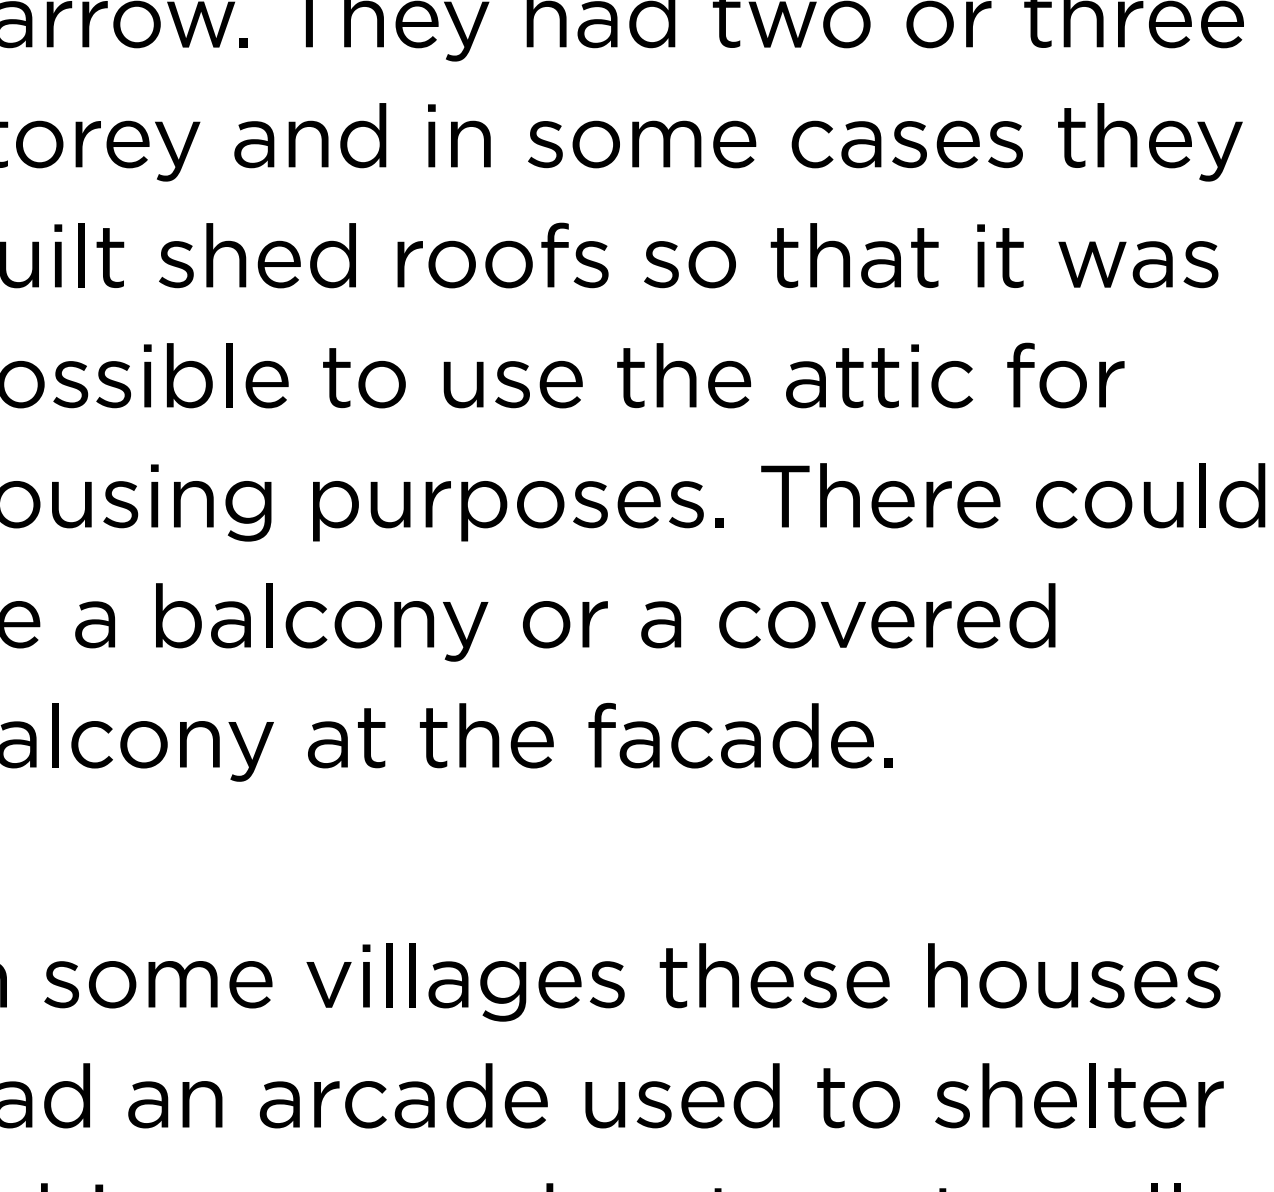 arrow. They had two or three
torey and in some cases they
uilt shed roofs so that it was
ossible to use the attic for
ousing purposes. There could
e a balcony or a covered
alcony at the facade.
n some villages these houses
ad an arcade used to shelter